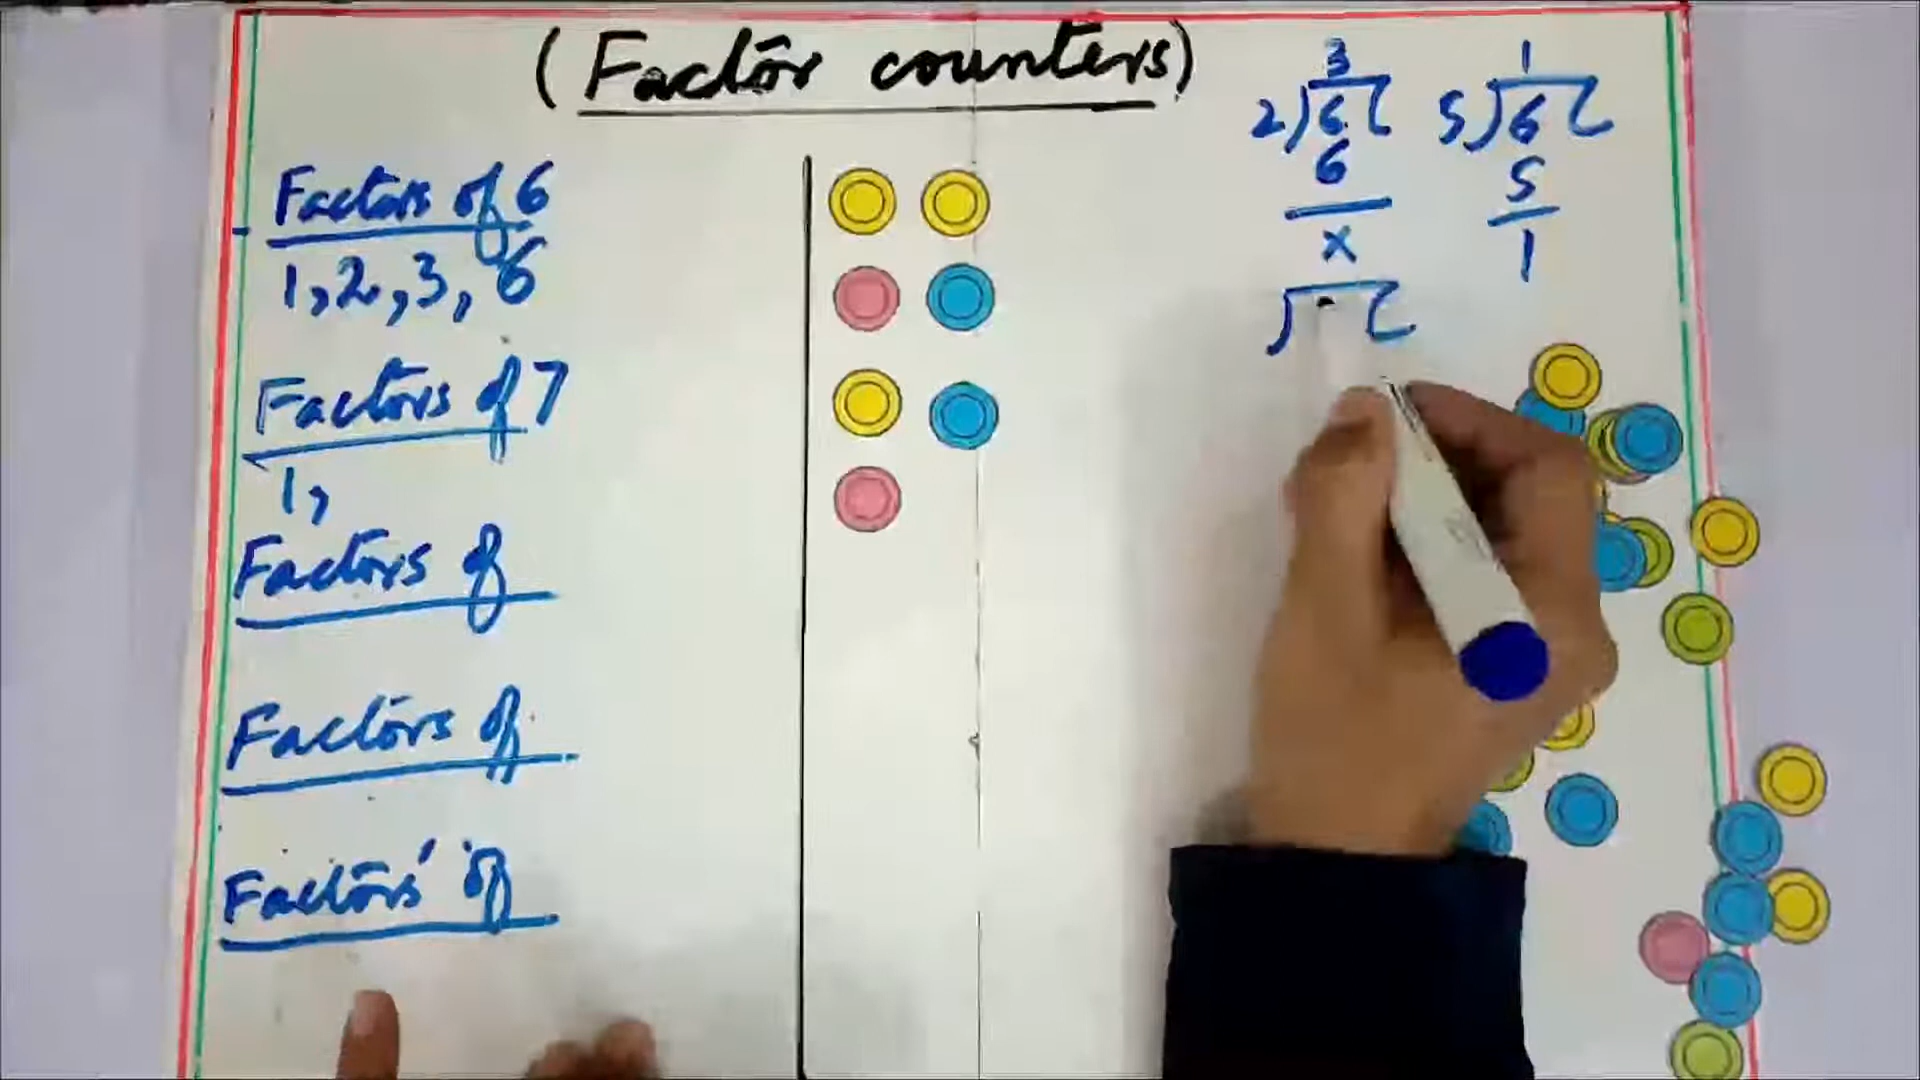 (Factor counters)
Factors of 6
1,2,3,6
Factors of 7
1,
Factors of
Factors of
Factors of
3
2)6(
6
x
1
5)6(
5
1